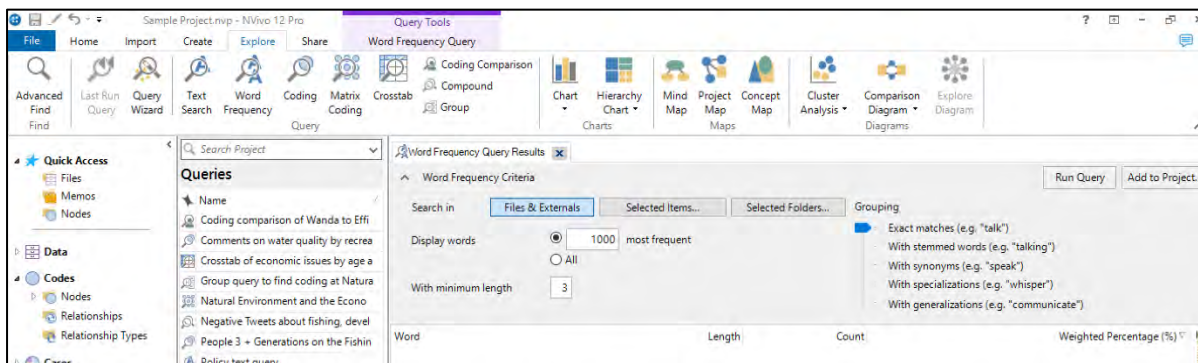 Sample Project.nvp - NVivo 12 Pro
Query Tools
?
File
Home
Import
Create
Explore
Share
Word Frequency Query
Advanced Find
Last Run Query
Query Wizard
Text Search
Word Frequency
Coding
Matrix Coding
Crosstab
Coding Comparison
Compound
Group
Chart
Hierarchy Chart
Mind Map
Project Map
Concept Map
Cluster Analysis
Comparison Diagram
Explore Diagram
Find
Query
Charts
Maps
Diagrams
Quick Access
Files
Memos
Nodes
Data
Codes
Nodes
Relationships
Relationship Types
Cases
Search Project
Queries
Name
Coding comparison of Wanda to Effi
Comments on water quality by recrea
Crosstab of economic issues by age a
Group query to find coding at Natura
Natural Environment and the Econo
Negative Tweets about fishing, devel
People 3 + Generations on the Fishin
Policy text query
Word Frequency Query Results
Word Frequency Criteria
Run Query
Add to Project.
Search in
Files & Externals
Selected Items...
Selected Folders...
Grouping
Display words
1000 most frequent
All
With minimum length
3
Exact matches (e.g. "talk")
With stemmed words (e.g. "talking")
With synonyms (e.g. "speak")
With specializations (e.g. "whisper")
With generalizations (e.g. "communicate")
Word
Length
Count
Weighted Percentage (%)